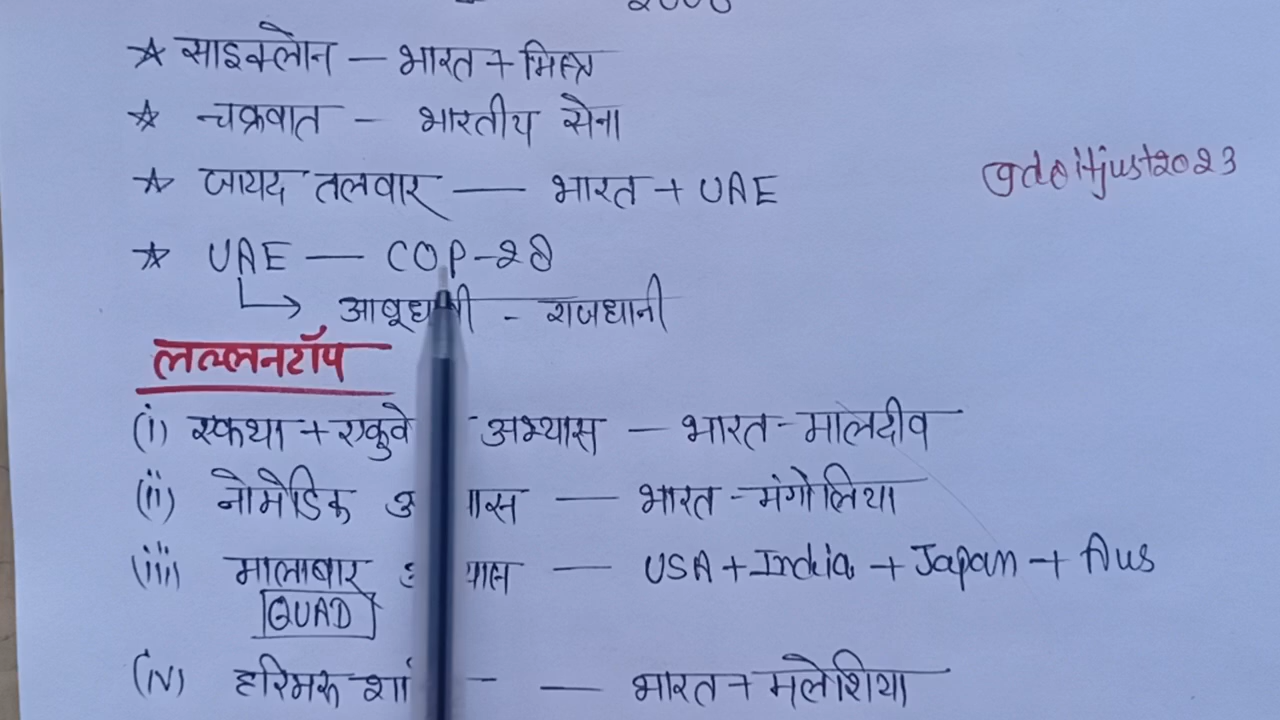 ★ साइक्लोन — भारत + मिस्त्र
★ चक्रवात — भारतीय सेना
★ जायद तलवार — भारत + UAE
@doitjust2023
★ UAE — COP-28
↳ आबूधाबी - राजधानी
लल्लनटॉप
(i) एकथा + एकुवे अभ्यास — भारत - मालदीव
(ii) नोमेडिक — भारत - मंगोलिया
(iii) मालाबार — USA + India + Japan + Aus
QUAD
(iv) हरिमऊ — भारत + मलेशिया